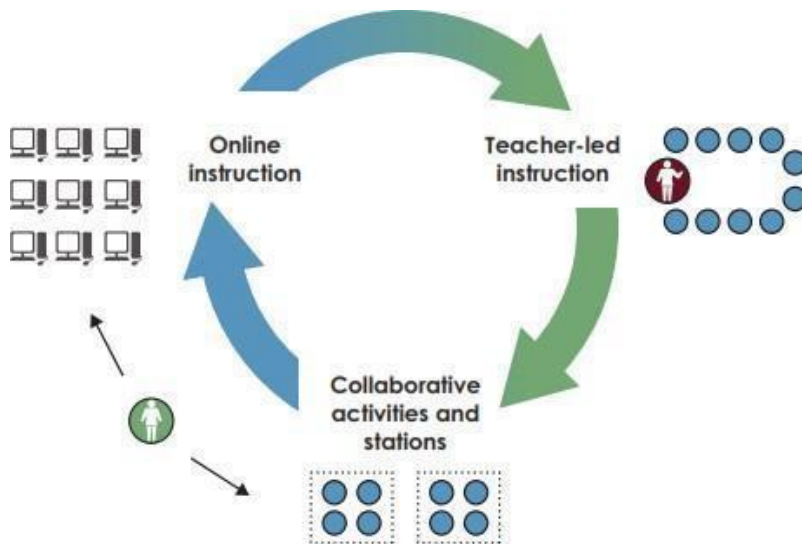 Online
instruction
Teacher-led
instruction
Collaborative
activities and
stations